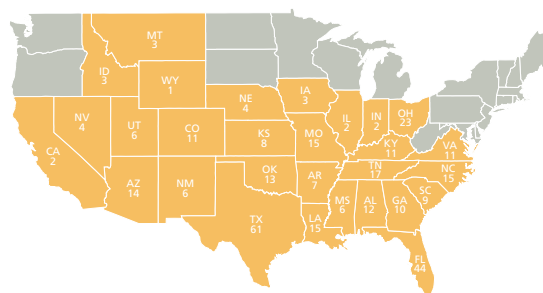 MT
3
ID
3
WY
1
NE
4
IA
3
NV
4
UT
6
CO
11
KS
8
MO
15
IL
2
IN
2
OH
23
CA
2
KY
11
VA
11
AZ
14
NM
6
OK
13
AR
7
TN
17
NC
15
SC
9
TX
61
LA
15
MS
6
AL
12
GA
10
FL
44